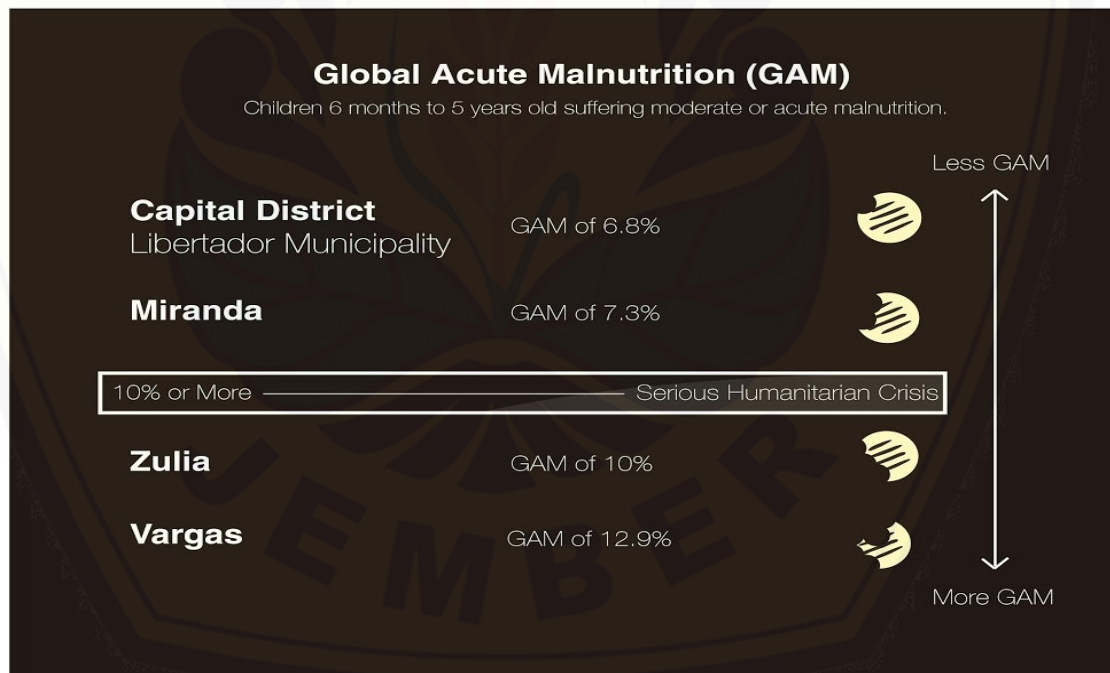 Global Acute Malnutrition (GAM)
Children 6 months to 5 years old suffering moderate or acute malnutrition.
Less GAM
Capital District
Libertador Municipality
GAM of 6.8%
Miranda
GAM of 7.3%
10% or More
Serious Humanitarian Crisis
Zulia
GAM of 10%
Vargas
GAM of 12.9%
More GAM
JEMBER